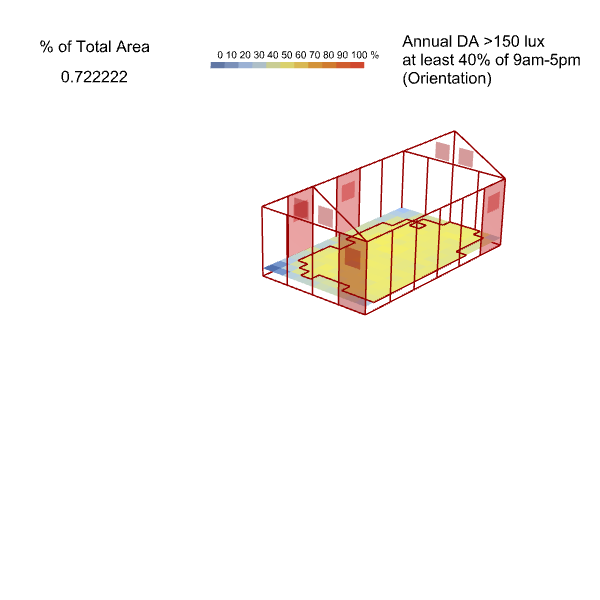 % of Total Area
0.722222
0 10 20 30 40 50 60 70 80 90 100 %
Annual DA >150 lux
at least 40% of 9am-5pm
(Orientation)